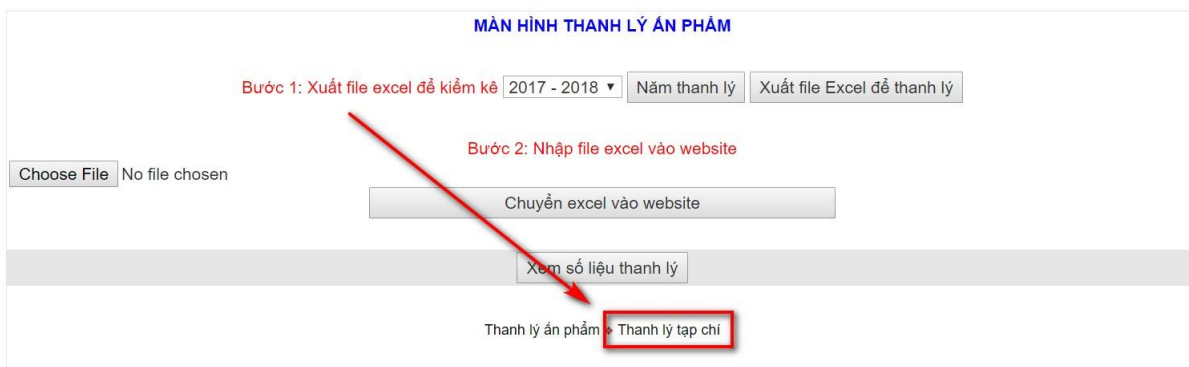 MÀN HÌNH THANH LÝ ẤN PHẨM
Bước 1: Xuất file excel để kiểm kê 2017 - 2018 Năm thanh lý Xuất file Excel để thanh lý
Bước 2: Nhập file excel vào website
Choose File No file chosen
Chuyển excel vào website
Xem số liệu thanh lý
Thanh lý ấn phẩm Thanh lý tạp chí